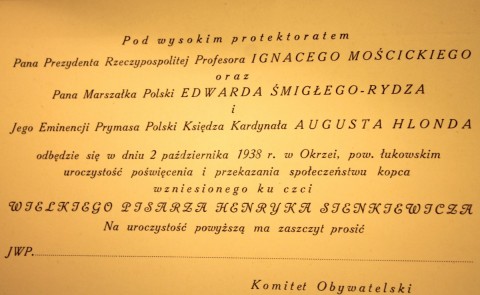 Pod wysokim protektoratem
Pana Prezydenta Rzeczypospolitej Profesora IGNACEGO MOŚCICKIEGO
oraz
Pana Marszałka Polski EDWARDA ŚMIGŁEGO-RYDZA
i
Jego Eminencji Prymasa Polski Księdza Kardynała AUGUSTA HLONDA
odbędzie się w dniu 2 października 1938 r. w Okrzei, pow. łukowskim
uroczystość poświęcenia i przekazania społeczeństwu kopca
wzniesionego ku czci
WIELKIEGO PISARZA HENRYKA SIENKIEWICZA
Na uroczystość powyższą ma zaszczyt prosić
JWP.
Komitet Obywatelski